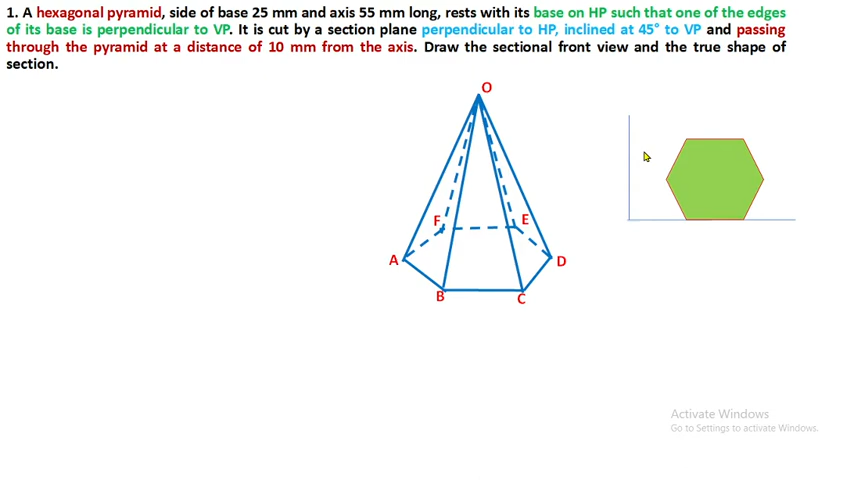 1. A hexagonal pyramid, side of base 25 mm and axis 55 mm long, rests with its base on HP such that one of the edges
of its base is perpendicular to VP. It is cut by a section plane perpendicular to HP, inclined at 45° to VP and passing
through the pyramid at a distance of 10 mm from the axis. Draw the sectional front view and the true shape of
section.
O
F
E
A
D
B
C
Activate Windows
Go to Settings to activate Windows.